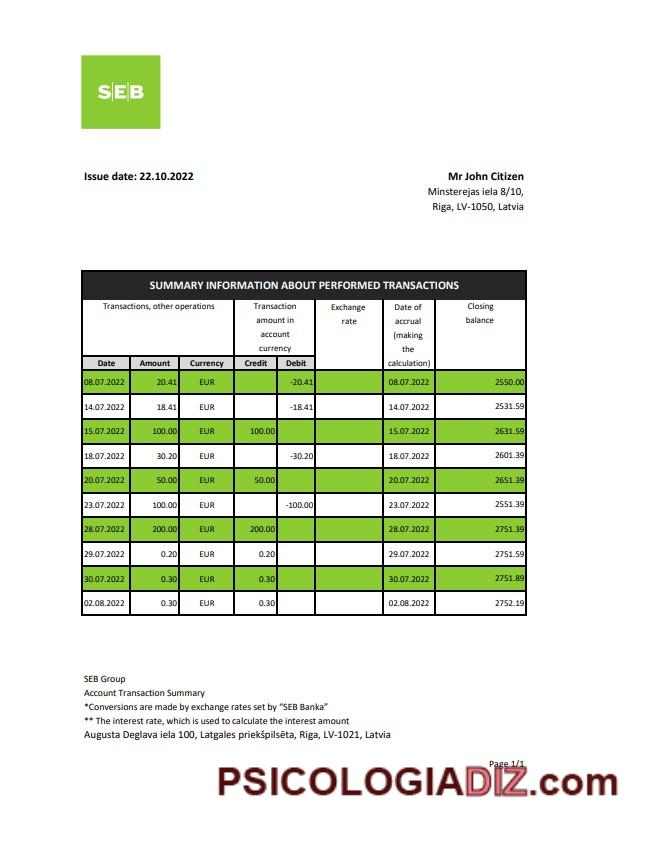 S|E|B
Issue date: 22.10.2022
Mr John Citizen
Minsterejas iela 8/10,
Riga, LV-1050, Latvia
SUMMARY INFORMATION ABOUT PERFORMED TRANSACTIONS
Transactions, other operations
Transaction
amount in
account
currency
Exchange
rate
Date of
accrual
(making
the
calculation)
Closing
balance
Date Amount Currency Credit Debit
08.07.2022 20.41 EUR -20.41 08.07.2022 2550.00
14.07.2022 18.41 EUR -18.41 14.07.2022 2531.59
15.07.2022 100.00 EUR 100.00 15.07.2022 2631.59
18.07.2022 30.20 EUR -30.20 18.07.2022 2601.39
20.07.2022 50.00 EUR 50.00 20.07.2022 2651.39
23.07.2022 100.00 EUR -100.00 23.07.2022 2551.39
28.07.2022 200.00 EUR 200.00 28.07.2022 2751.39
29.07.2022 0.20 EUR 0.20 29.07.2022 2751.59
30.07.2022 0.30 EUR 0.30 30.07.2022 2751.89
02.08.2022 0.30 EUR 0.30 02.08.2022 2752.19
SEB Group
Account Transaction Summary
*Conversions are made by exchange rates set by “SEB Banka”
** The interest rate, which is used to calculate the interest amount
Augusta Deglava iela 100, Latgales priekšpilsēta, Riga, LV-1021, Latvia
Page 1/1
PSICOLOGIADIZ.com